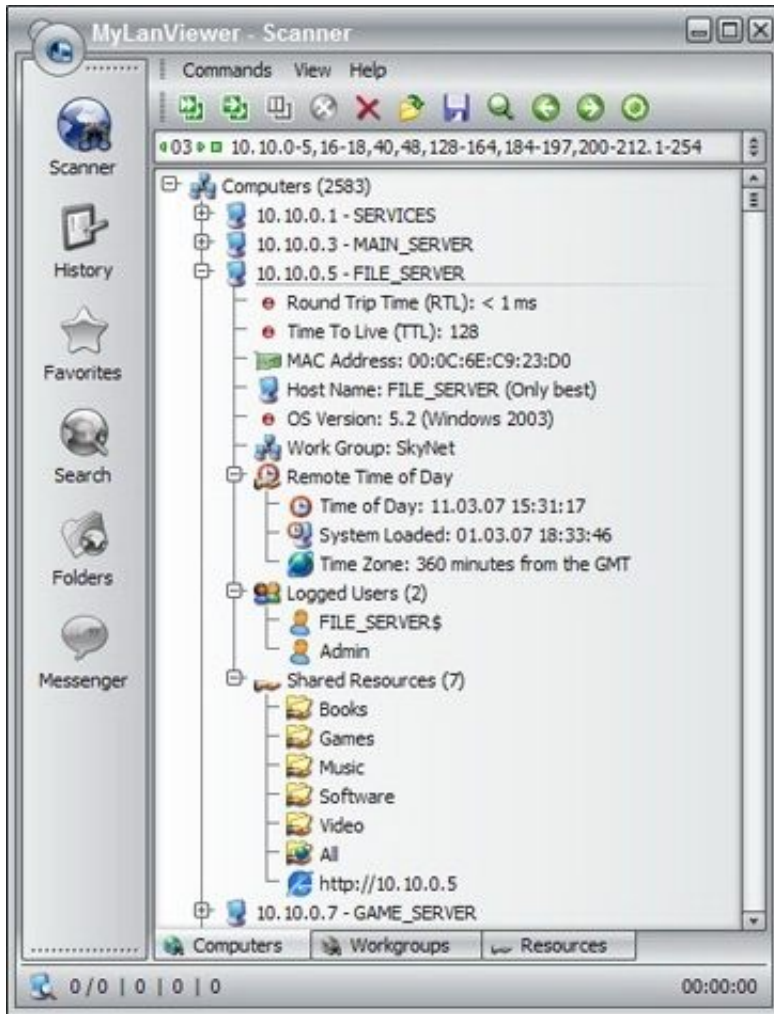 MyLanViewer - Scanner
Commands View Help
03 10.10.0-5,16-18,40,48,128-164,184-197,200-212.1-254
Scanner
History
Favorites
Search
Folders
Messenger
Computers (2583)
10.10.0.1 - SERVICES
10.10.0.3 - MAIN_SERVER
10.10.0.5 - FILE_SERVER
Round Trip Time (RTL): < 1 ms
Time To Live (TTL): 128
MAC Address: 00:0C:6E:C9:23:D0
Host Name: FILE_SERVER (Only best)
OS Version: 5.2 (Windows 2003)
Work Group: SkyNet
Remote Time of Day
Time of Day: 11.03.07 15:31:17
System Loaded: 01.03.07 18:33:46
Time Zone: 360 minutes from the GMT
Logged Users (2)
FILE_SERVER$
Admin
Shared Resources (7)
Books
Games
Music
Software
Video
All
http://10.10.0.5
10.10.0.7 - GAME_SERVER
Computers Workgroups Resources
0/0 | 0 | 0 | 0 00:00:00